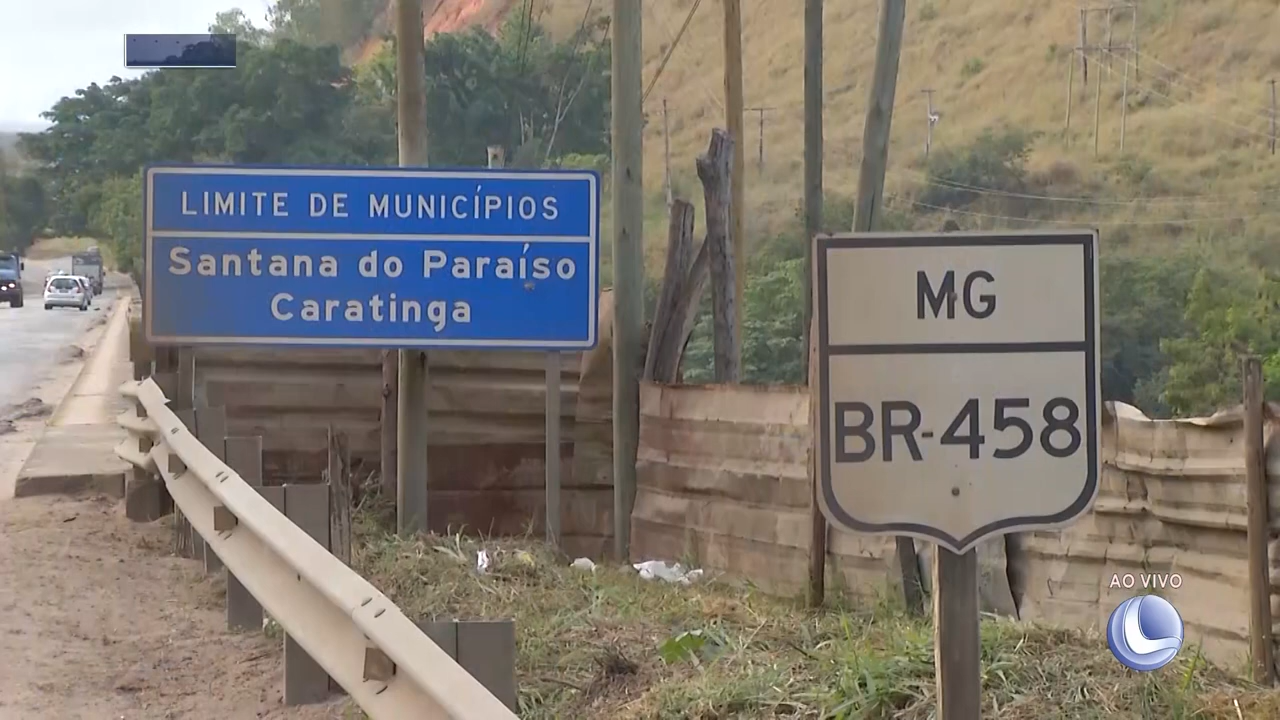 LIMITE DE MUNICÍPIOS
Santana do Paraíso
Caratinga
MG
BR-458
AO VIVO